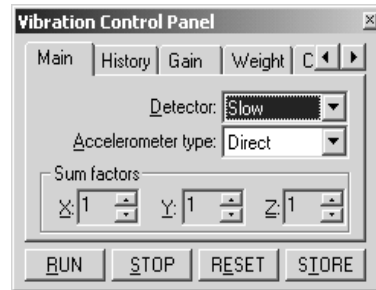 Vibration Control Panel
Main History Gain Weight C
Detector: Slow
Accelerometer type: Direct
Sum factors
X: 1 Y: 1 Z: 1
RUN STOP RESET STORE